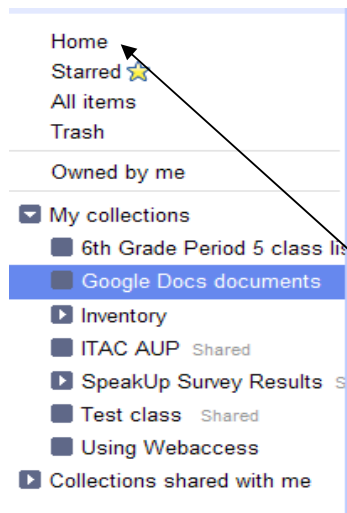 Home
Starred
All items
Trash
Owned by me
My collections
6th Grade Period 5 class lis
Google Docs documents
Inventory
ITAC AUP Shared
SpeakUp Survey Results S
Test class Shared
Using Webaccess
Collections shared with me